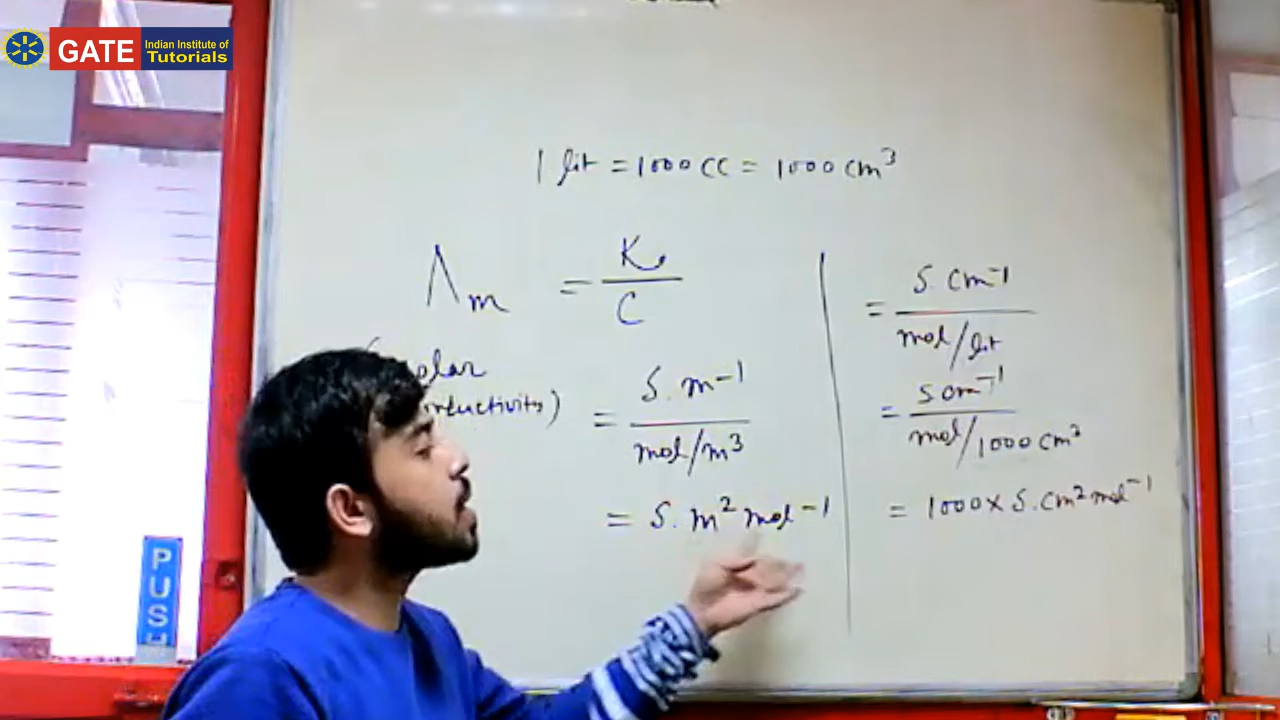 GATE
Indian Institute of
Tutorials
1 lit = 1000 CC = 1000 cm³
Λm = K / C
conductivity)
= S. m⁻¹ / mol/m³
= S. m² mol⁻¹
= S cm⁻¹ / mol/lit
= S cm⁻¹ / mol/1000 cm³
= 1000 × S. cm² mol⁻¹
PUSH